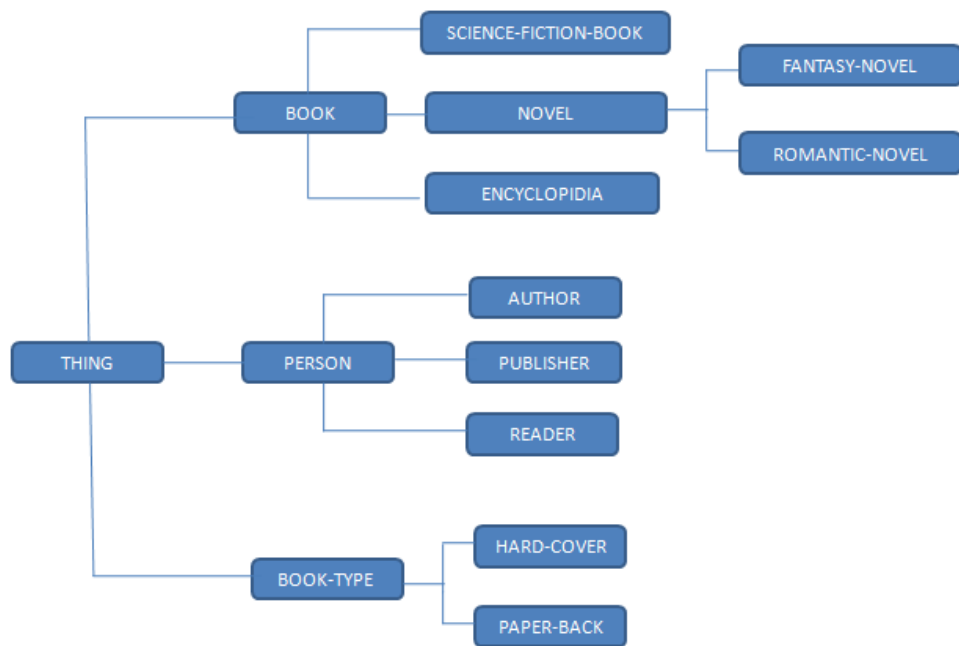 SCIENCE-FICTION-BOOK
FANTASY-NOVEL
BOOK
NOVEL
ROMANTIC-NOVEL
ENCYCLOPIDIA
AUTHOR
THING
PERSON
PUBLISHER
READER
HARD-COVER
BOOK-TYPE
PAPER-BACK